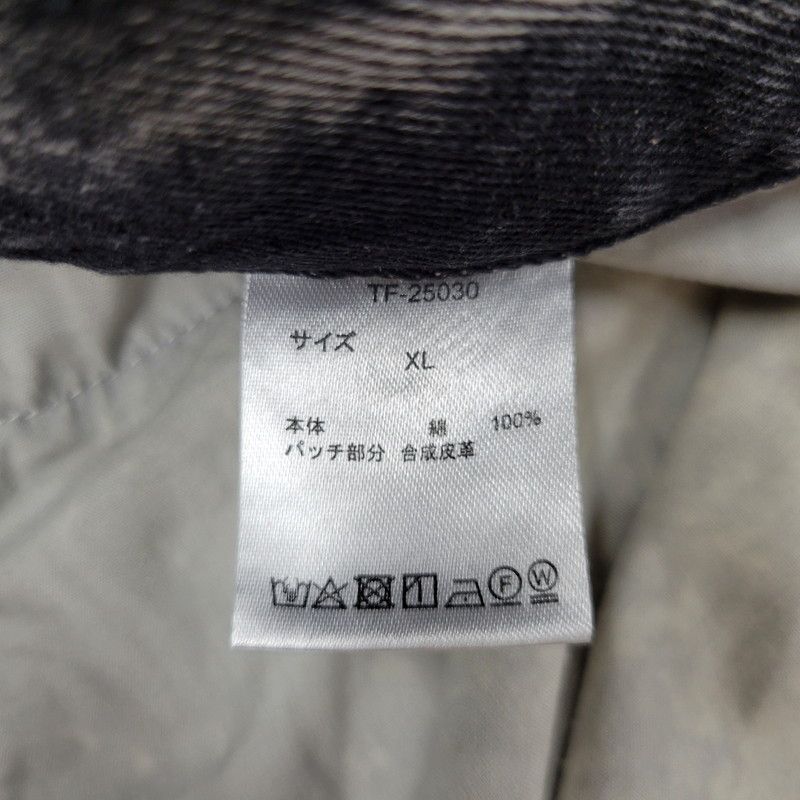 TF-25030
サイズ
XL
本体 綿 100%
パッチ部分 合成皮革
F W